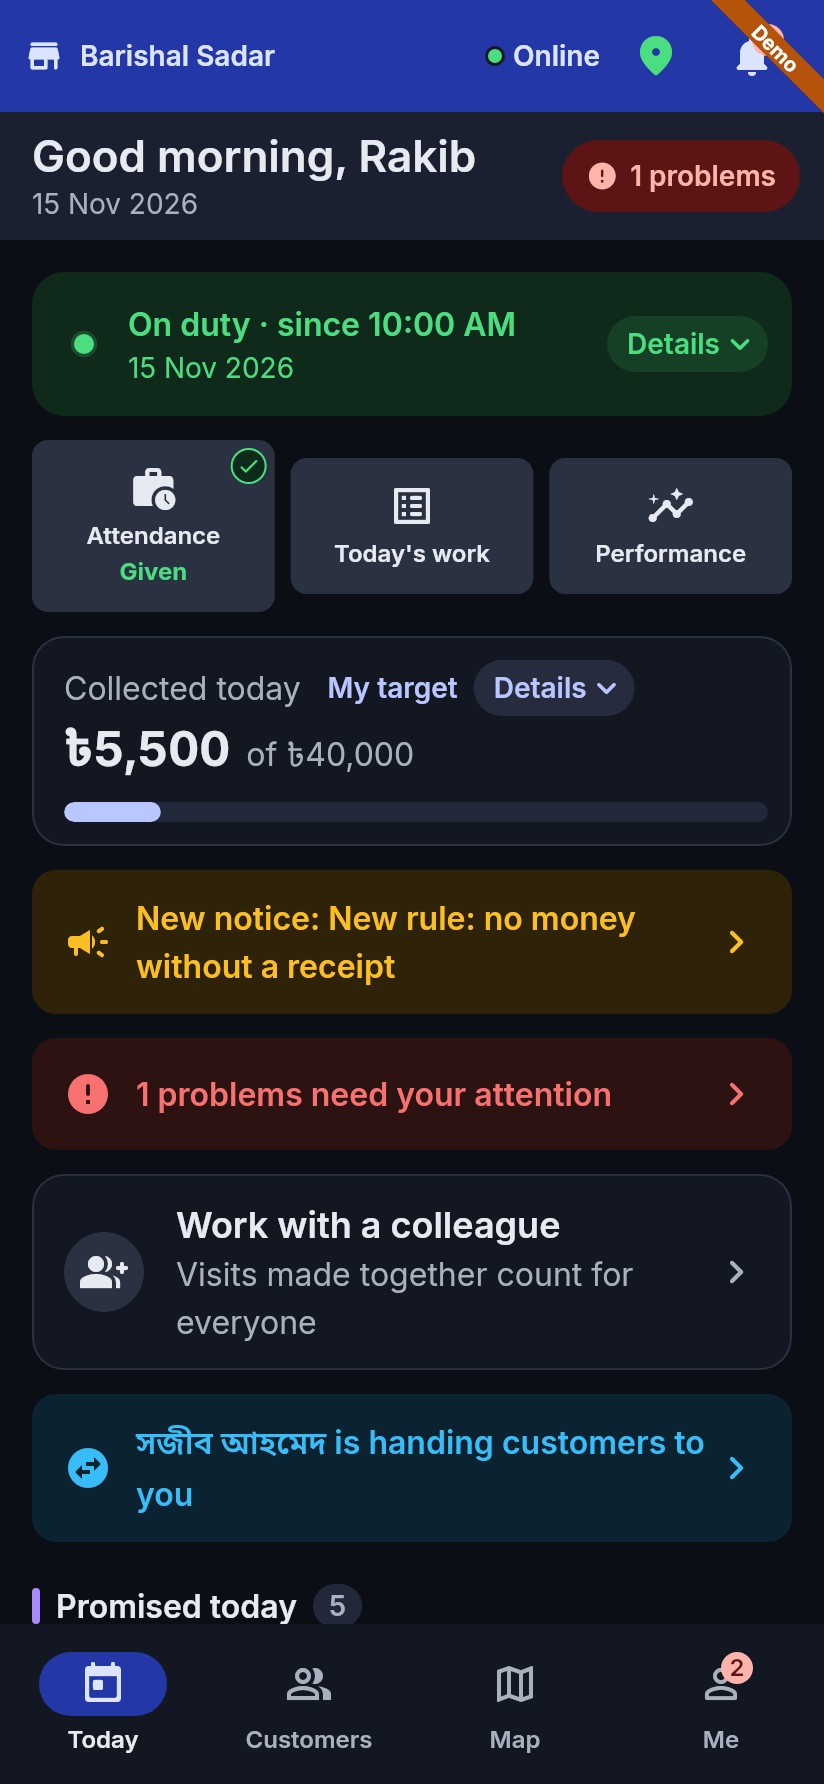 Barishal Sadar
Online
Demo
Good morning, Rakib
15 Nov 2026
1 problems
On duty · since 10:00 AM
15 Nov 2026
Details
Attendance
Given
Today's work
Performance
Collected today
My target
Details
৳5,500 of ৳40,000
New notice: New rule: no money
without a receipt
1 problems need your attention
Work with a colleague
Visits made together count for
everyone
সজীব আহমেদ is handing customers to
you
Promised today
5
Today
Customers
Map
2
Me